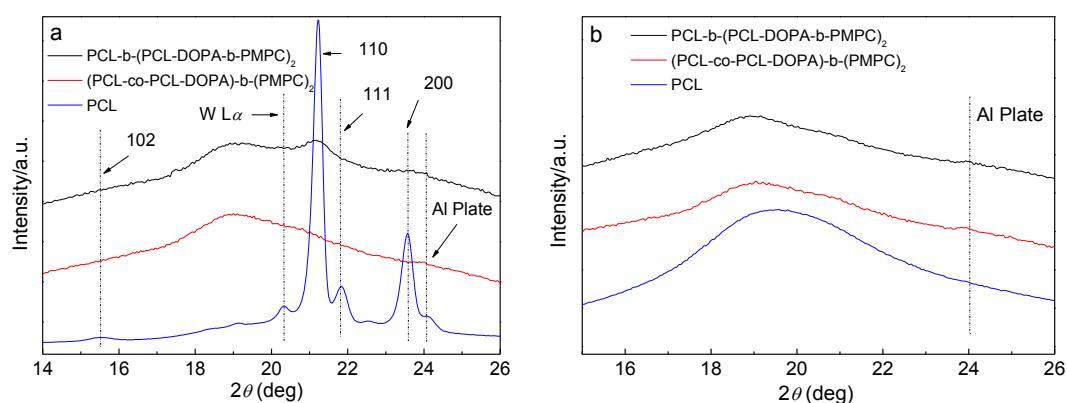 a
PCL-b-(PCL-DOPA-b-PMPC)₂
(PCL-co-PCL-DOPA)-b-(PMPC)₂
PCL
110
111
200
W Lα
102
Al Plate
Intensity/a.u.
14 16 18 20 22 24 26
2θ (deg)
b
PCL-b-(PCL-DOPA-b-PMPC)₂
(PCL-co-PCL-DOPA)-b-(PMPC)₂
PCL
Al Plate
Intensity/a.u.
16 18 20 22 24 26
2θ (deg)